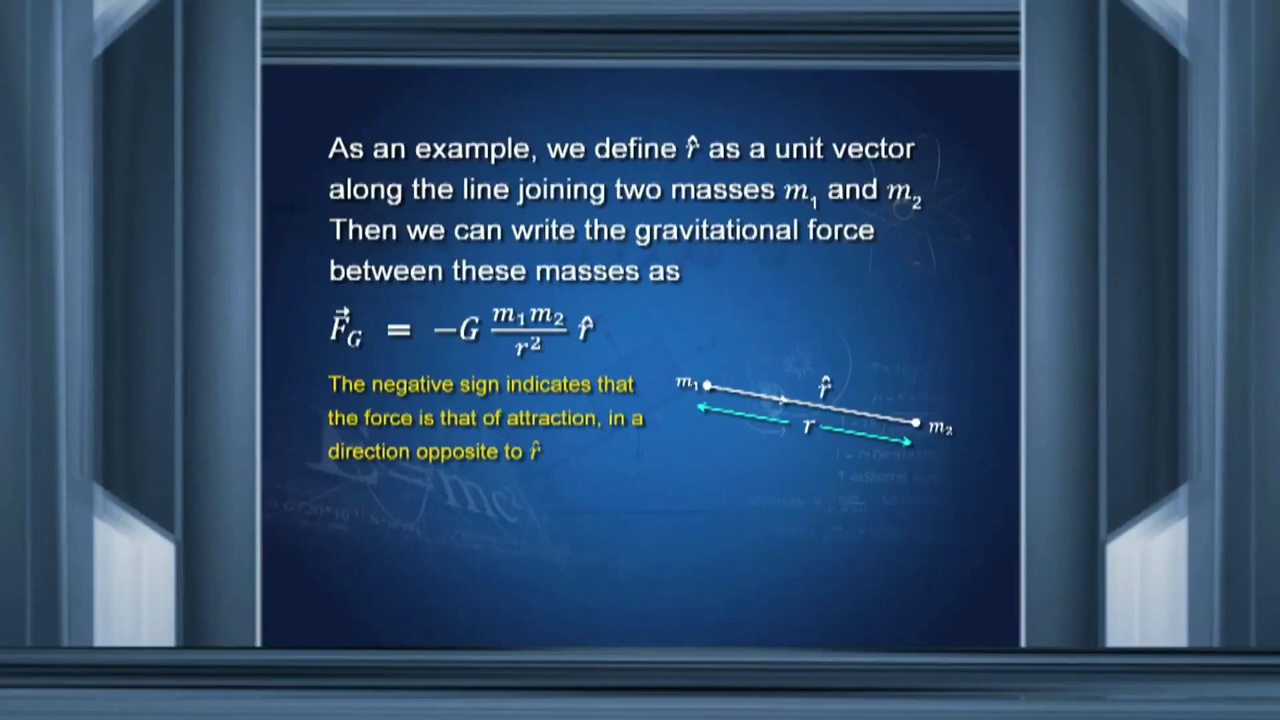 As an example, we define r̂ as a unit vector
along the line joining two masses m₁ and m₂
Then we can write the gravitational force
between these masses as
F⃗_G = −G m₁m₂/r² r̂
The negative sign indicates that
the force is that of attraction, in a
direction opposite to r̂
m₁ r̂
r m₂
E=mc²